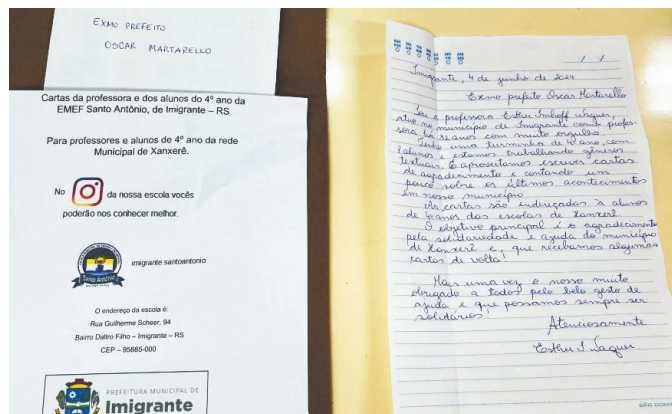 EXMO PREFEITO
OSCAR MARTARELLO
Cartas da professora e dos alunos do 4º ano da
EMEF Santo Antônio, de Imigrante – RS
Para professores e alunos de 4º ano da rede
Municipal de Xanxerê.
No da nossa escola vocês
poderão nos conhecer melhor.
Santo Antônio
imigrante santoantonio
O endereço da escola é:
Rua Guilherme Scheer, 94
Bairro Daltro Filho – Imigrante – RS
CEP – 95885-000
PREFEITURA MUNICIPAL DE
Imigrante
/ /
Imigrante, 4 de junho de 2024
Exmo prefeito Oscar Martarello
Sou a professora Esther Imhoff Jaquer,
atuo no município de Imigrante como profes-
sora há 32 anos com muito orgulho.
Tenho uma turminha de 4º ano, com
alunos e estamos trabalhando gêneros
textuais. E aproveitamos escrever cartas
de agradecimento e contando um
pouco sobre os últimos acontecimentos
em nosso município.
As cartas são endereçadas à alunos
de 4º anos das escolas de Xanxerê.
O objetivo principal é o agradecimento
pela solidariedade e ajuda do município
de Xanxerê e, que recebamos algumas
cartas de volta!
Mais uma vez o nosso muito
obrigado a todos pelo belo gesto de
ajuda e que possamos sempre ser
solidários!
Atenciosamente
Esther I. Jaquer